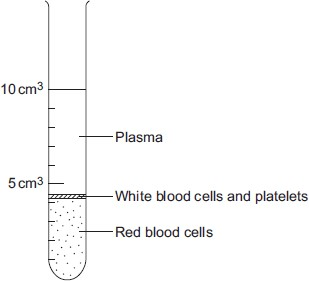 10 cm³
Plasma
5 cm³
White blood cells and platelets
Red blood cells